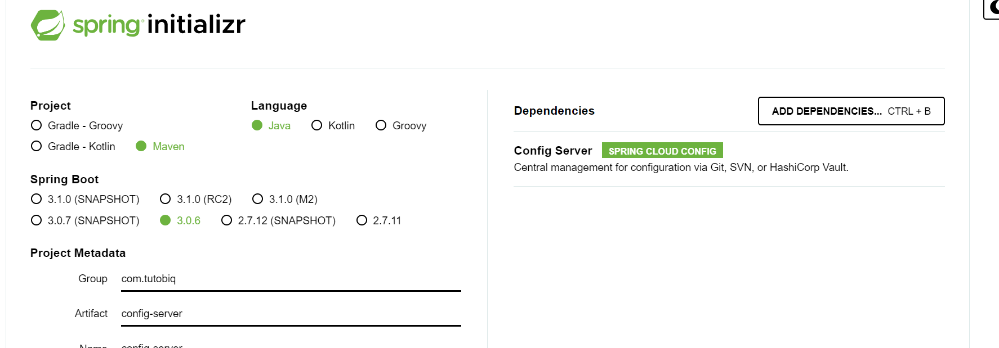 spring initializr
Project
Gradle - Groovy
Gradle - Kotlin
Maven
Language
Java
Kotlin
Groovy
Spring Boot
3.1.0 (SNAPSHOT)
3.1.0 (RC2)
3.1.0 (M2)
3.0.7 (SNAPSHOT)
3.0.6
2.7.12 (SNAPSHOT)
2.7.11
Project Metadata
Group com.tutobiq
Artifact config-server
Name config-server
Dependencies
ADD DEPENDENCIES... CTRL + B
Config Server SPRING CLOUD CONFIG
Central management for configuration via Git, SVN, or HashiCorp Vault.